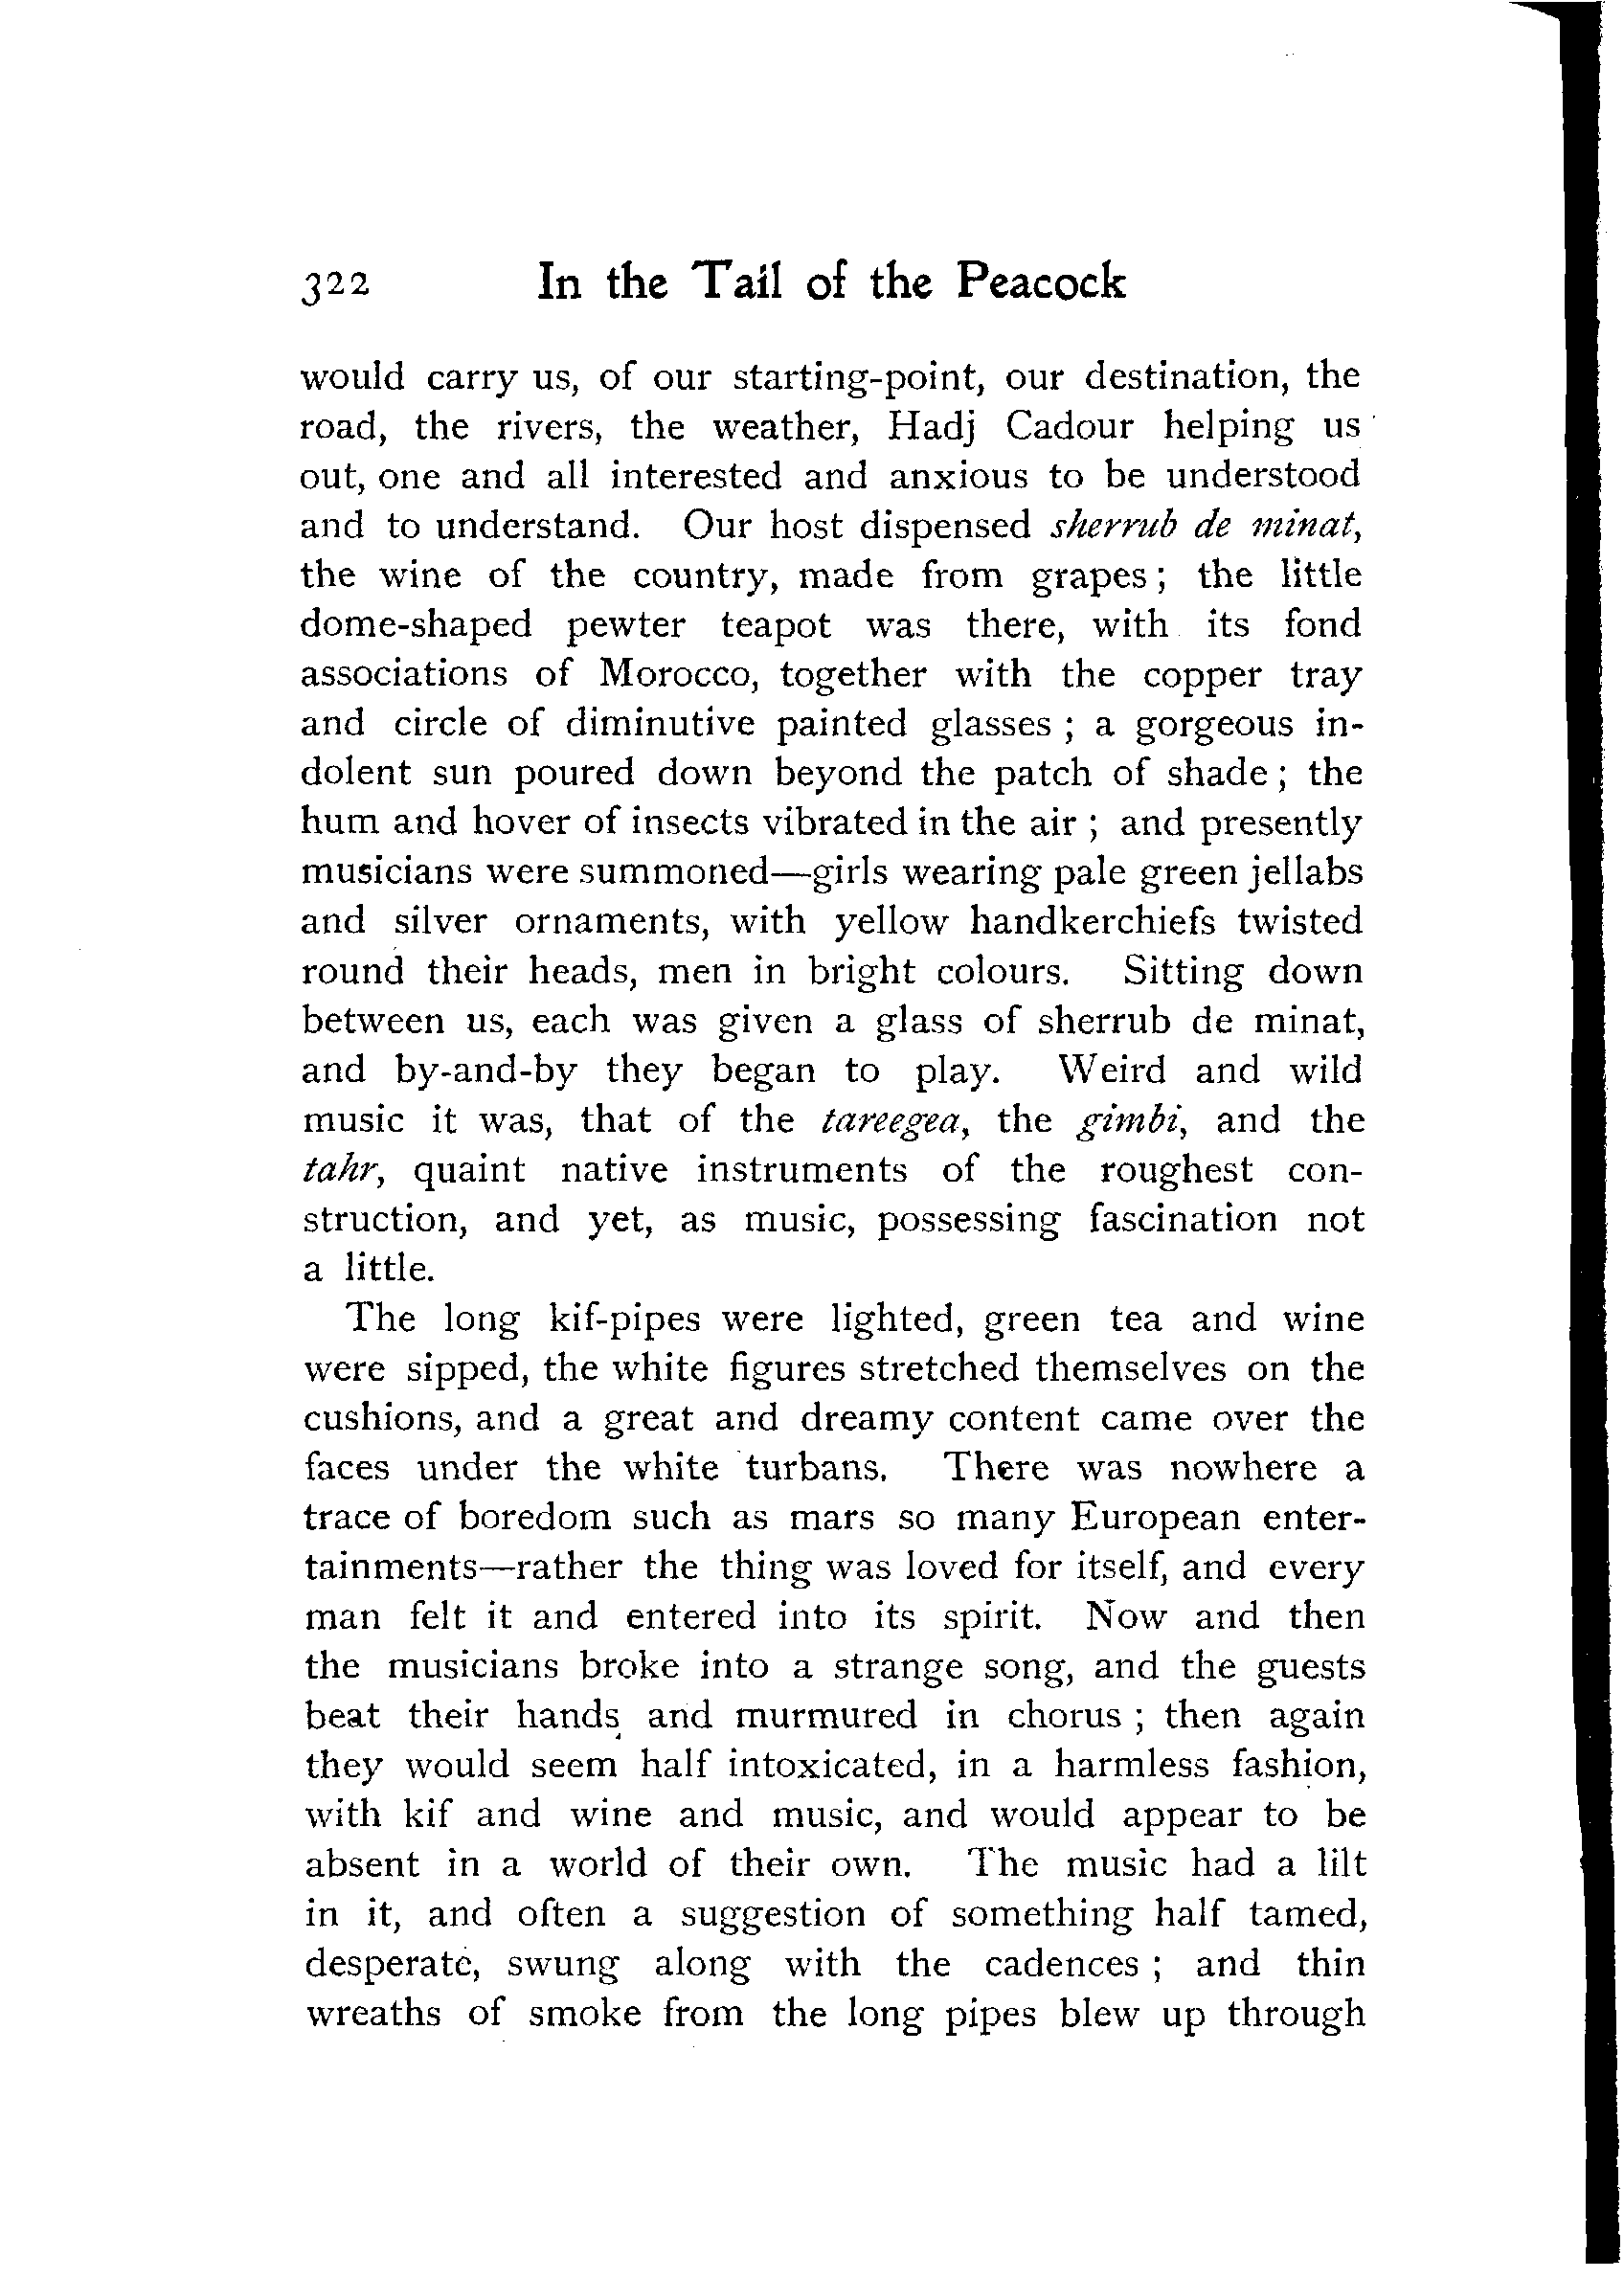 322 In the Tail of the Peacock
would carry us, of our starting-point, our destination, the
road, the rivers, the weather, Hadj Cadour helping us
out, one and all interested and anxious to be understood
and to understand. Our host dispensed sherrub de minat,
the wine of the country, made from grapes; the little
dome-shaped pewter teapot was there, with its fond
associations of Morocco, together with the copper tray
and circle of diminutive painted glasses; a gorgeous in-
dolent sun poured down beyond the patch of shade; the
hum and hover of insects vibrated in the air; and presently
musicians were summoned—girls wearing pale green jellabs
and silver ornaments, with yellow handkerchiefs twisted
round their heads, men in bright colours. Sitting down
between us, each was given a glass of sherrub de minat,
and by-and-by they began to play. Weird and wild
music it was, that of the tareegea, the gimbi, and the
tahr, quaint native instruments of the roughest con-
struction, and yet, as music, possessing fascination not
a little.
The long kif-pipes were lighted, green tea and wine
were sipped, the white figures stretched themselves on the
cushions, and a great and dreamy content came over the
faces under the white turbans. There was nowhere a
trace of boredom such as mars so many European enter-
tainments—rather the thing was loved for itself, and every
man felt it and entered into its spirit. Now and then
the musicians broke into a strange song, and the guests
beat their hands and murmured in chorus; then again
they would seem half intoxicated, in a harmless fashion,
with kif and wine and music, and would appear to be
absent in a world of their own. The music had a lilt
in it, and often a suggestion of something half tamed,
desperate, swung along with the cadences; and thin
wreaths of smoke from the long pipes blew up through